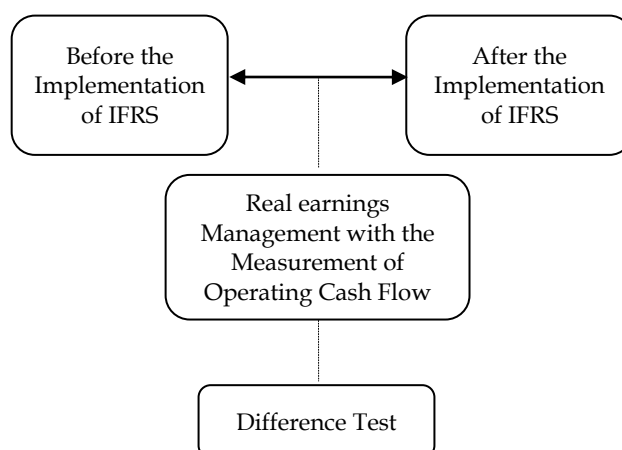 Before the
Implementation
of IFRS
After the
Implementation
of IFRS
Real earnings
Management with the
Measurement of
Operating Cash Flow
Difference Test